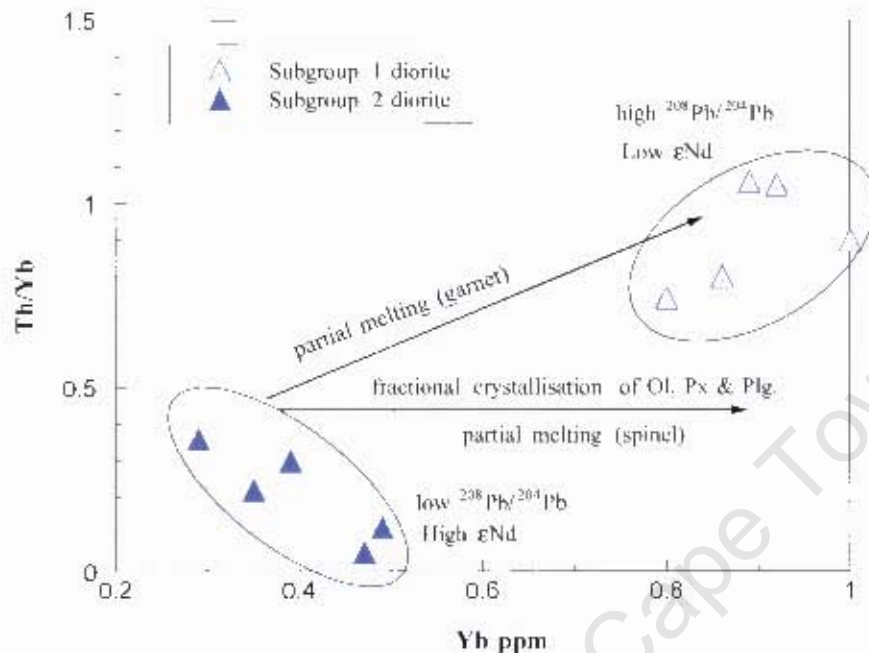 1.5
Subgroup 1 diorite
Subgroup 2 diorite
high ²⁰⁸Pb/²⁰⁴Pb
Low εNd
1
Th/Yb
partial melting (garnet)
0.5
fractional crystallisation of Ol. Px & Plg.
partial melting (spinel)
low ²⁰⁸Pb/²⁰⁴Pb
High εNd
0
0.2 0.4 0.6 0.8 1
Yb ppm
Cape Tow